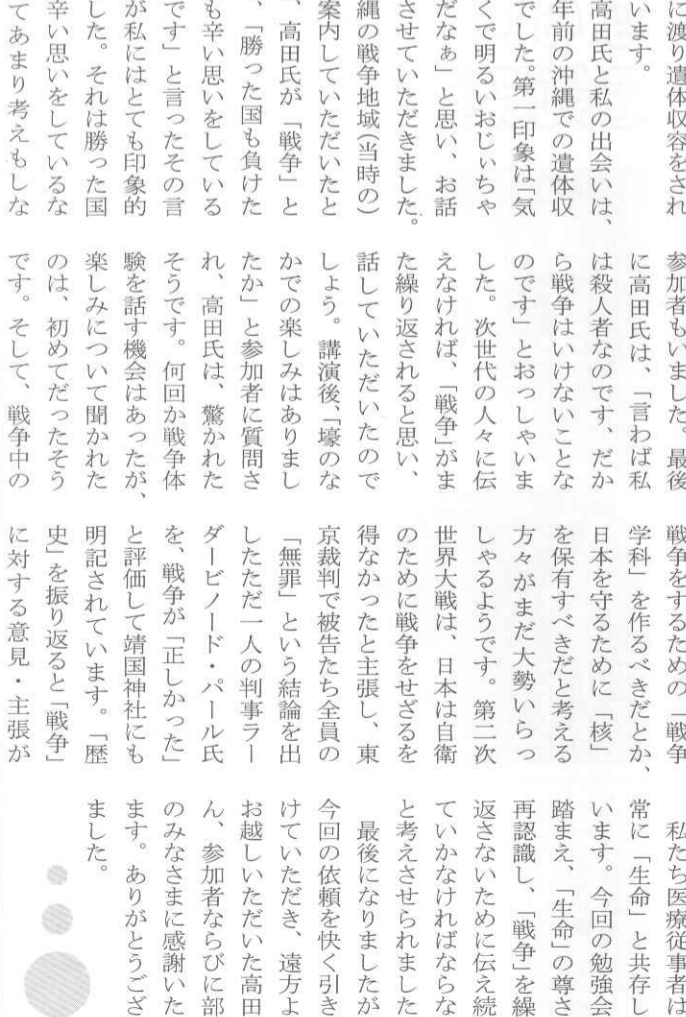 に渡り遺体収容をされ
います。
高田氏と私の出会いは、
年前の沖縄での遺体収
でした。第一印象は「気
くで明るいおじぃちゃ
だなぁ」と思い、お話
させていただきました。
縄の戦争地域(当時の)
案内していただいたと
、高田氏が「戦争」と
、「勝った国も負けた
も辛い思いをしている
です」と言ったその言
が私にはとても印象的
した。それは勝った国
辛い思いをしているな
てあまり考えもしな
参加者もいました。最後
に高田氏は、「言わば私
は殺人者なのです、だか
ら戦争はいけないことな
のです」とおっしゃいま
した。次世代の人々に伝
えなければ、「戦争」がま
た繰り返されると思い、
話していただいたので
しょう。講演後、「壕のな
かでの楽しみはありまし
たか」と参加者に質問さ
れ、高田氏は、驚かれた
そうです。何回か戦争体
験を話す機会はあったが、
楽しみについて聞かれた
のは、初めてだったそう
です。そして、戦争中の
戦争をするための「戦争
学科」を作るべきだとか、
日本を守るために「核」
を保有すべきだと考える
方々がまだ大勢いらっ
しゃるようです。第二次
世界大戦は、日本は自衛
のために戦争をせざるを
得なかったと主張し、東
京裁判で被告たち全員の
「無罪」という結論を出
したただ一人の判事ラー
ダービノード・パール氏
を、戦争が「正しかった」
と評価して靖国神社にも
明記されています。「歴
史」を振り返ると「戦争」
に対する意見・主張が
私たち医療従事者は
常に「生命」と共存し
います。今回の勉強会
踏まえ、「生命」の尊さ
再認識し、「戦争」を繰
返さないために伝え続
ていかなければならな
と考えさせられました
最後になりましたが
今回の依頼を快く引き
けていただき、遠方よ
お越しいただいた高田
ん、参加者ならびに部
のみなさまに感謝いた
ます。ありがとうござ
ました。